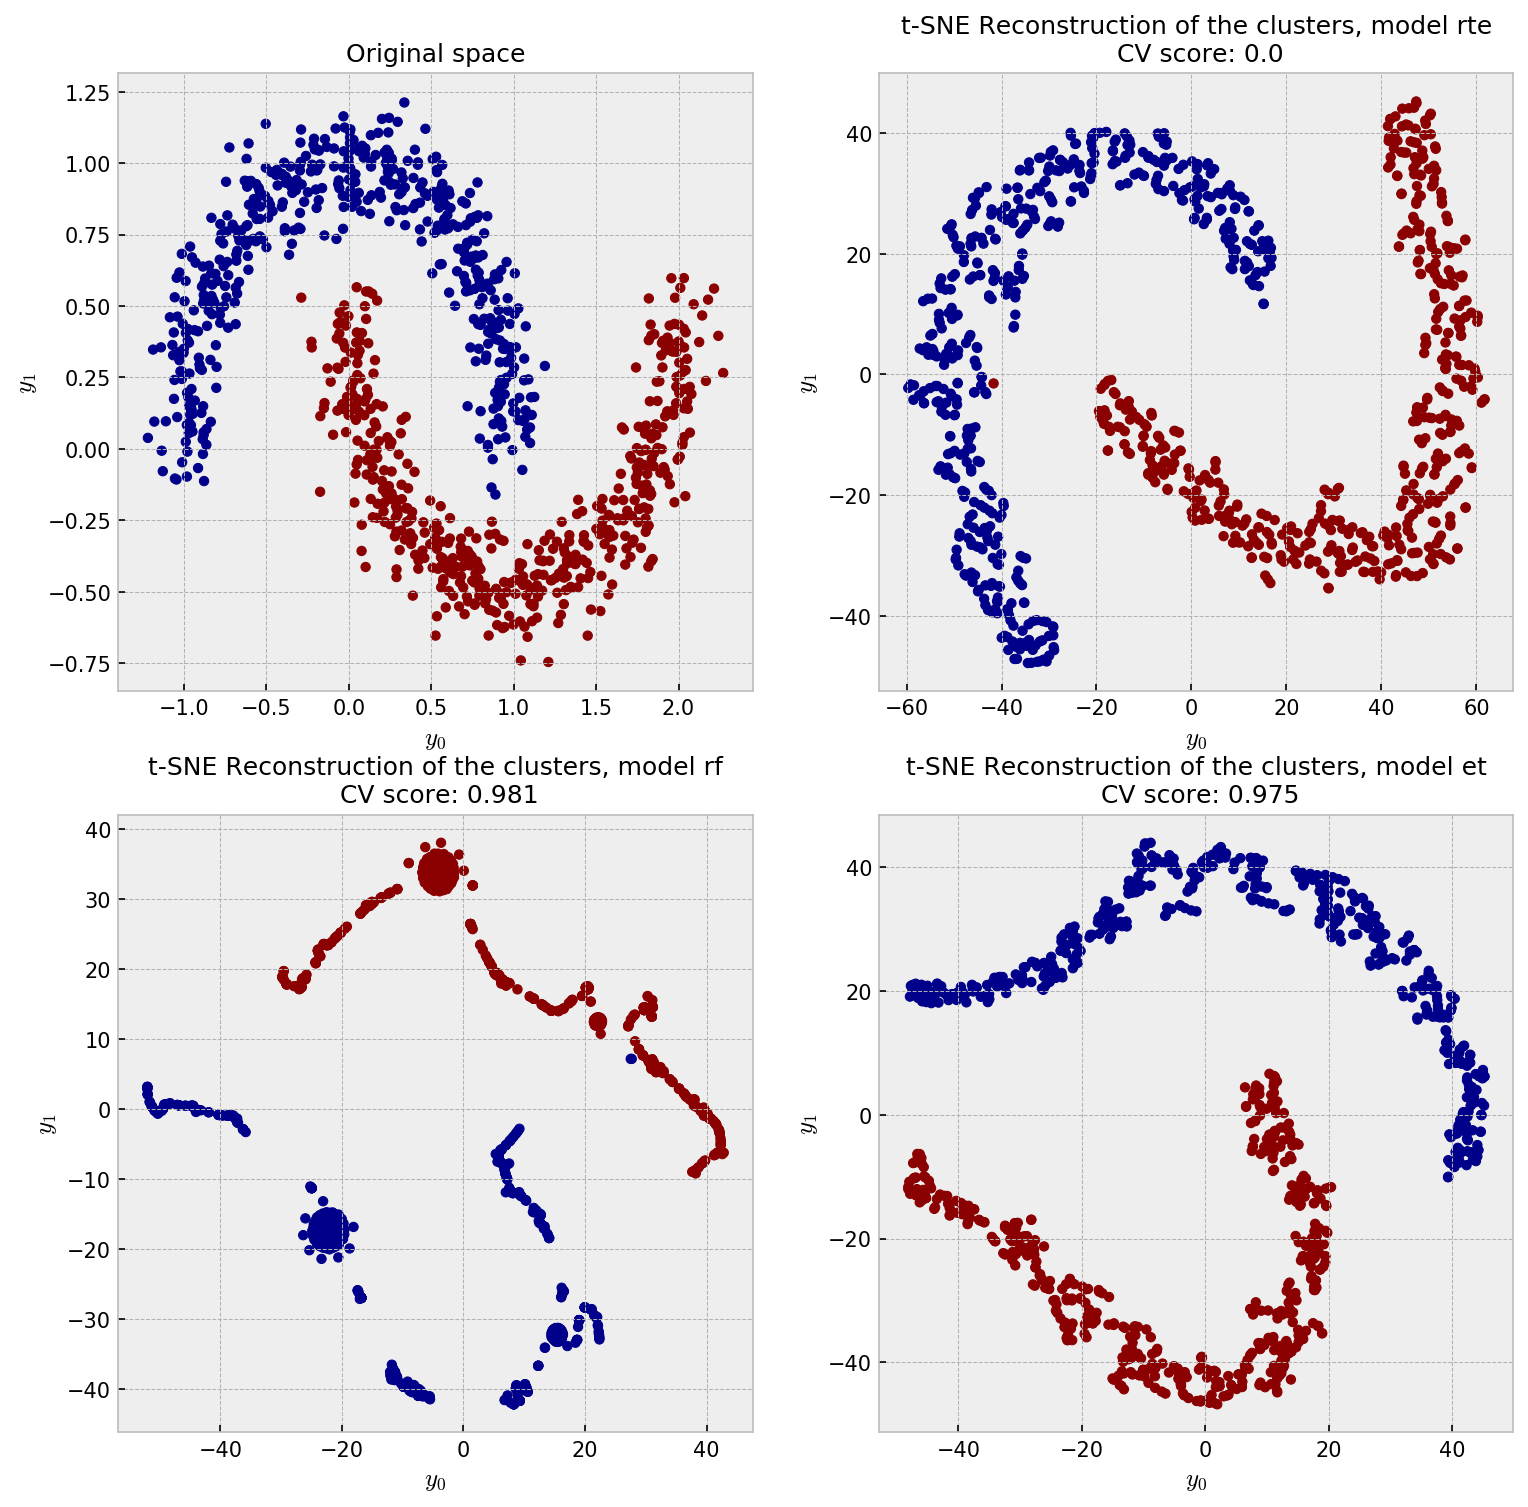 Original space
1.25
1.00
0.75
0.50
0.25
0.00
−0.25
−0.50
−0.75
y₁
−1.0 −0.5 0.0 0.5 1.0 1.5 2.0
y₀
t-SNE Reconstruction of the clusters, model rte
CV score: 0.0
40
20
0
−20
−40
y₁
−60 −40 −20 0 20 40 60
y₀
t-SNE Reconstruction of the clusters, model rf
CV score: 0.981
40
30
20
10
0
−10
−20
−30
−40
y₁
−40 −20 0 20 40
y₀
t-SNE Reconstruction of the clusters, model et
CV score: 0.975
40
20
0
−20
−40
y₁
−40 −20 0 20 40
y₀